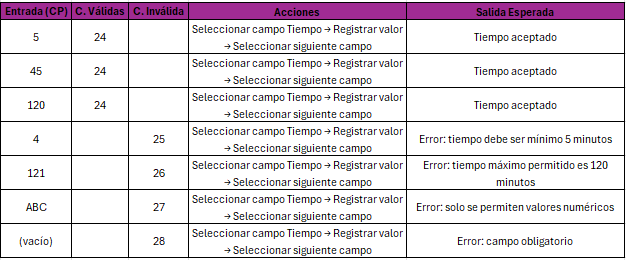 Entrada (CP) C. Válidas C. Inválida Acciones Salida Esperada
5 24 Seleccionar campo Tiempo → Registrar valor → Seleccionar siguiente campo Tiempo aceptado
45 24 Seleccionar campo Tiempo → Registrar valor → Seleccionar siguiente campo Tiempo aceptado
120 24 Seleccionar campo Tiempo → Registrar valor → Seleccionar siguiente campo Tiempo aceptado
4 25 Seleccionar campo Tiempo → Registrar valor → Seleccionar siguiente campo Error: tiempo debe ser mínimo 5 minutos
121 26 Seleccionar campo Tiempo → Registrar valor → Seleccionar siguiente campo Error: tiempo máximo permitido es 120 minutos
ABC 27 Seleccionar campo Tiempo → Registrar valor → Seleccionar siguiente campo Error: solo se permiten valores numéricos
(vacío) 28 Seleccionar campo Tiempo → Registrar valor → Seleccionar siguiente campo Error: campo obligatorio